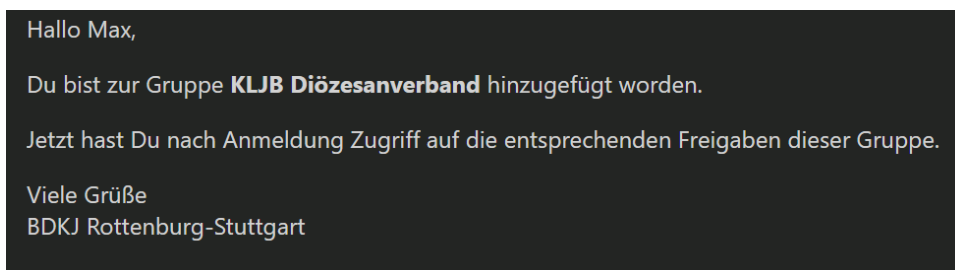 Hallo Max,
Du bist zur Gruppe KLJB Diözesanverband hinzugefügt worden.
Jetzt hast Du nach Anmeldung Zugriff auf die entsprechenden Freigaben dieser Gruppe.
Viele Grüße
BDKJ Rottenburg-Stuttgart